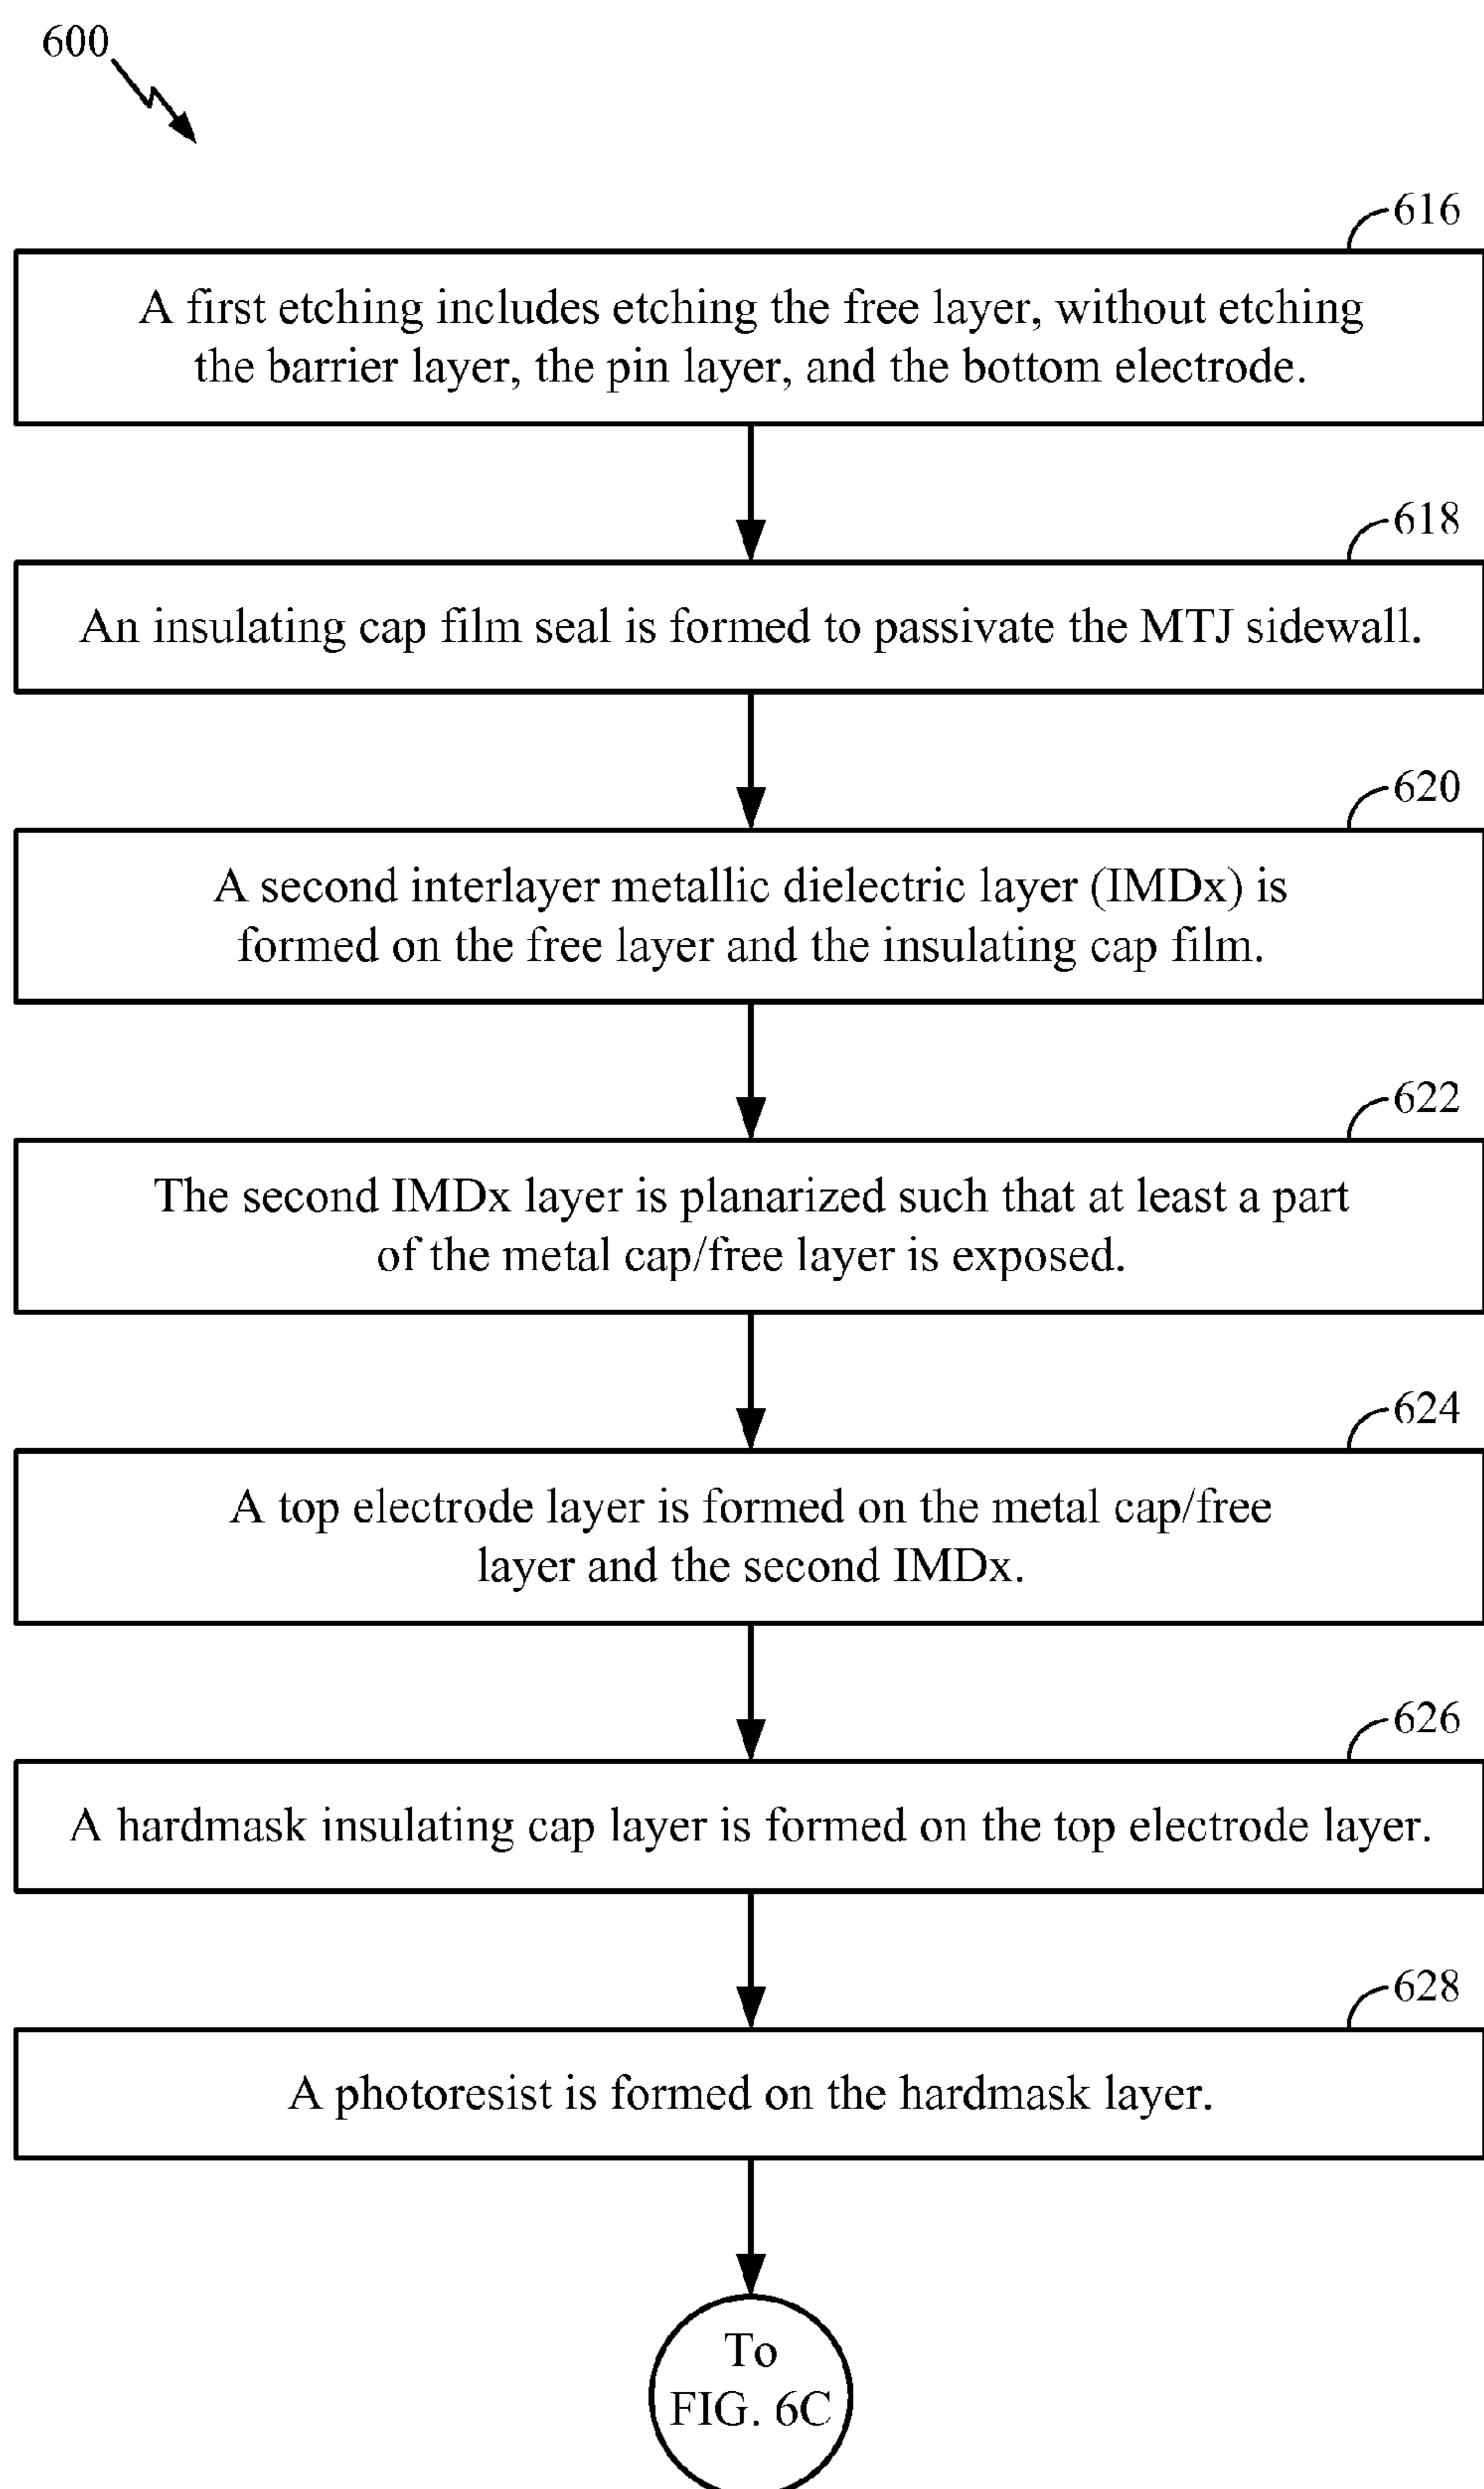 600
616
A first etching includes etching the free layer, without etching
the barrier layer, the pin layer, and the bottom electrode.
618
An insulating cap film seal is formed to passivate the MTJ sidewall.
620
A second interlayer metallic dielectric layer (IMDx) is
formed on the free layer and the insulating cap film.
622
The second IMDx layer is planarized such that at least a part
of the metal cap/free layer is exposed.
624
A top electrode layer is formed on the metal cap/free
layer and the second IMDx.
626
A hardmask insulating cap layer is formed on the top electrode layer.
628
A photoresist is formed on the hardmask layer.
To
FIG. 6C